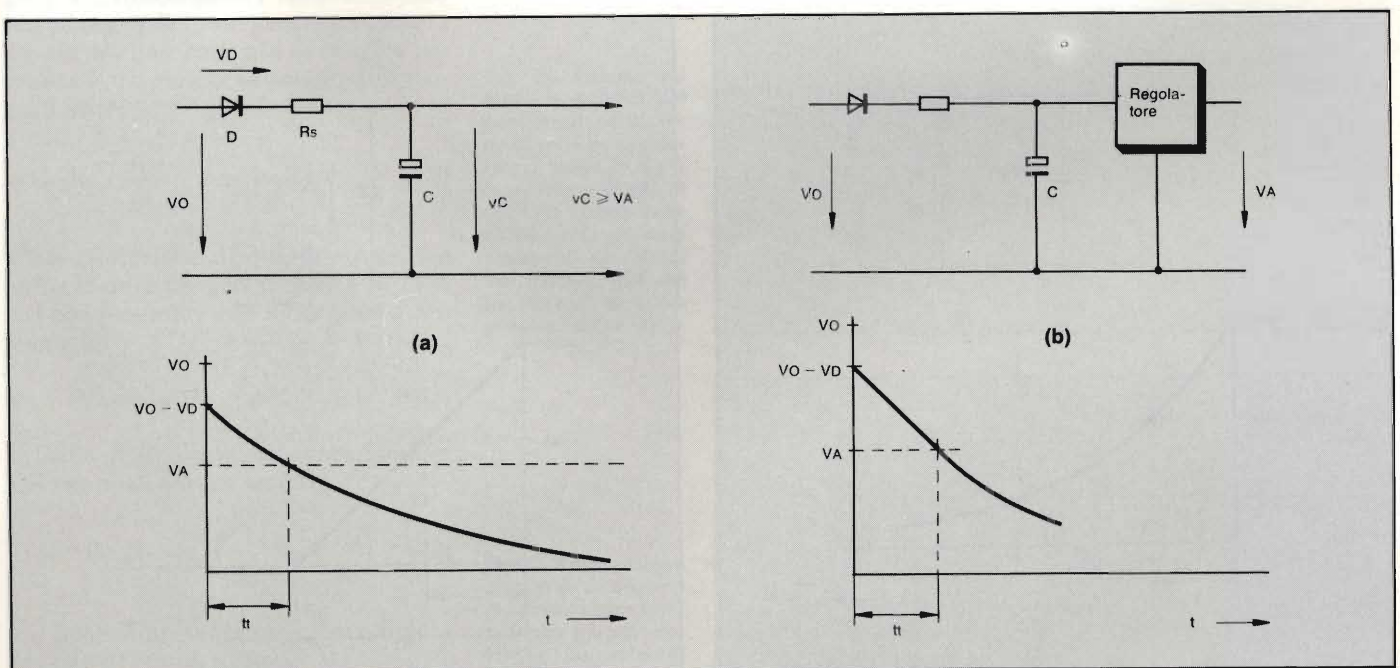 VD
D
Rs
VO
C
vC
vC ⩾ VA
(a)
VO
VO – VD
VA
tt
t
Regola-
tore
VO
C
VA
(b)
VO
VO – VD
VA
tt
t